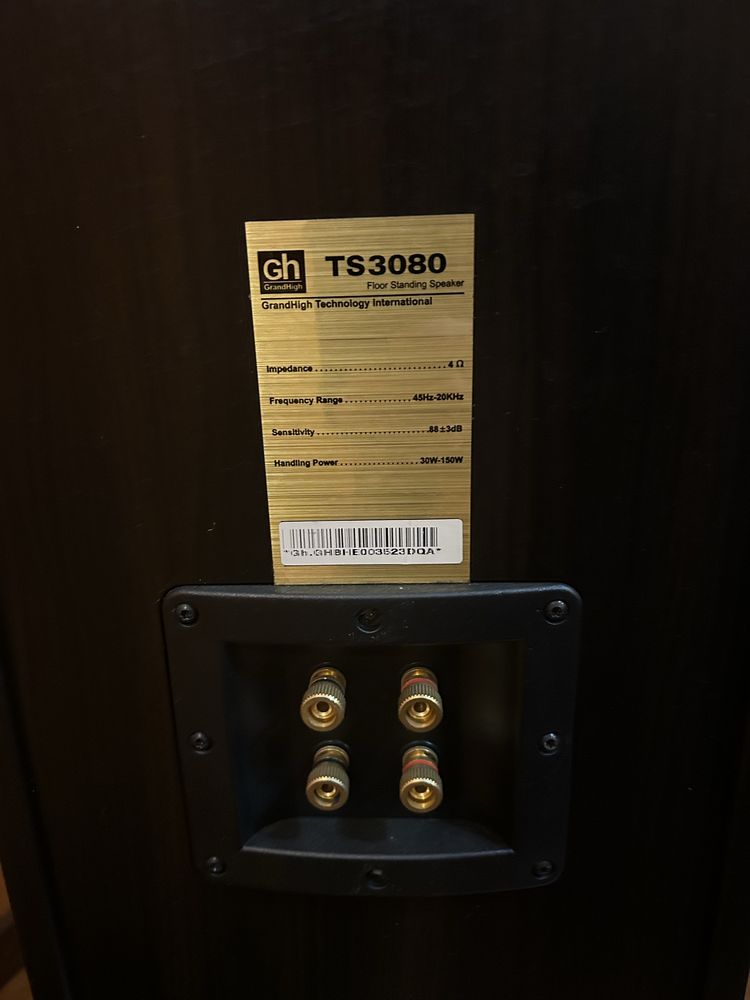 Gh
GrandHigh
TS3080
Floor Standing Speaker
GrandHigh Technology International
Impedance ........................... 4 Ω
Frequency Range .............. 45Hz-20KHz
Sensitivity ....................... 88±3dB
Handling Power ................ 30W-150W
*Gh.GHBHE003523DQA*